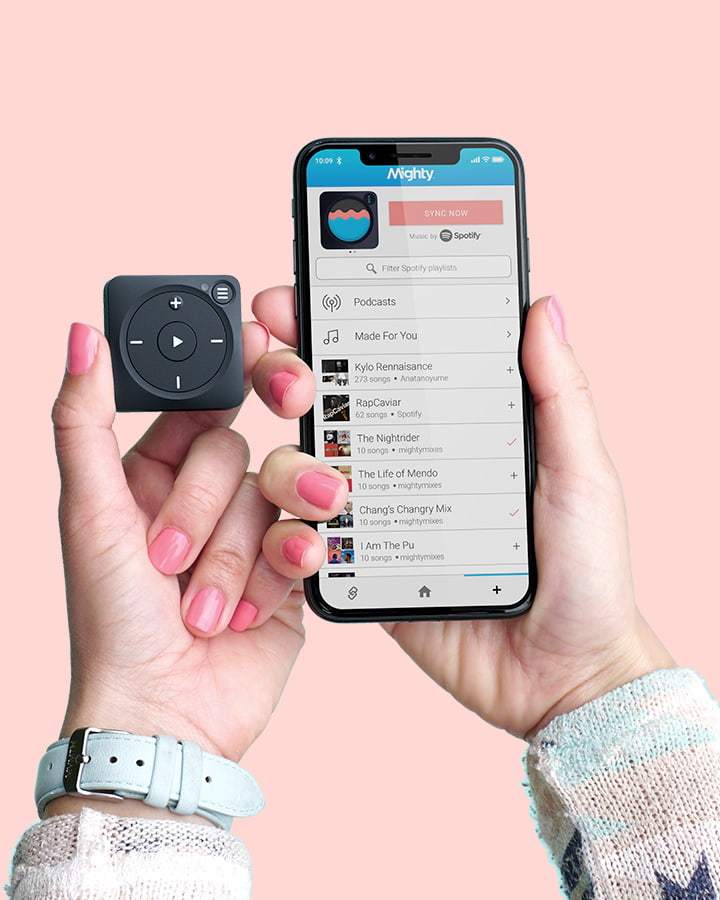 10:09
Mighty
SYNC NOW
Music by Spotify
Filter Spotify playlists
Podcasts
Made For You
Kylo Rennaisance
273 songs • Anatanoyume
RapCaviar
RapCaviar
62 songs • Spotify
The Nightrider
10 songs • mightymixes
The Life of Mendo
10 songs • mightymixes
Chang's Changry Mix
10 songs • mightymixes
I Am The Pu
10 songs • mightymixes